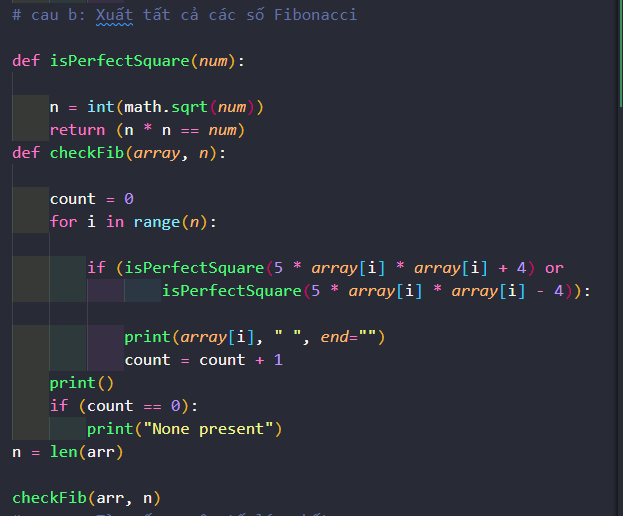 # cau b: Xuất tất cả các số Fibonacci
def isPerfectSquare(num):
n = int(math.sqrt(num))
return (n * n == num)
def checkFib(array, n):
count = 0
for i in range(n):
if (isPerfectSquare(5 * array[i] * array[i] + 4) or
isPerfectSquare(5 * array[i] * array[i] - 4)):
print(array[i], " ", end="")
count = count + 1
print()
if (count == 0):
print("None present")
n = len(arr)
checkFib(arr, n)